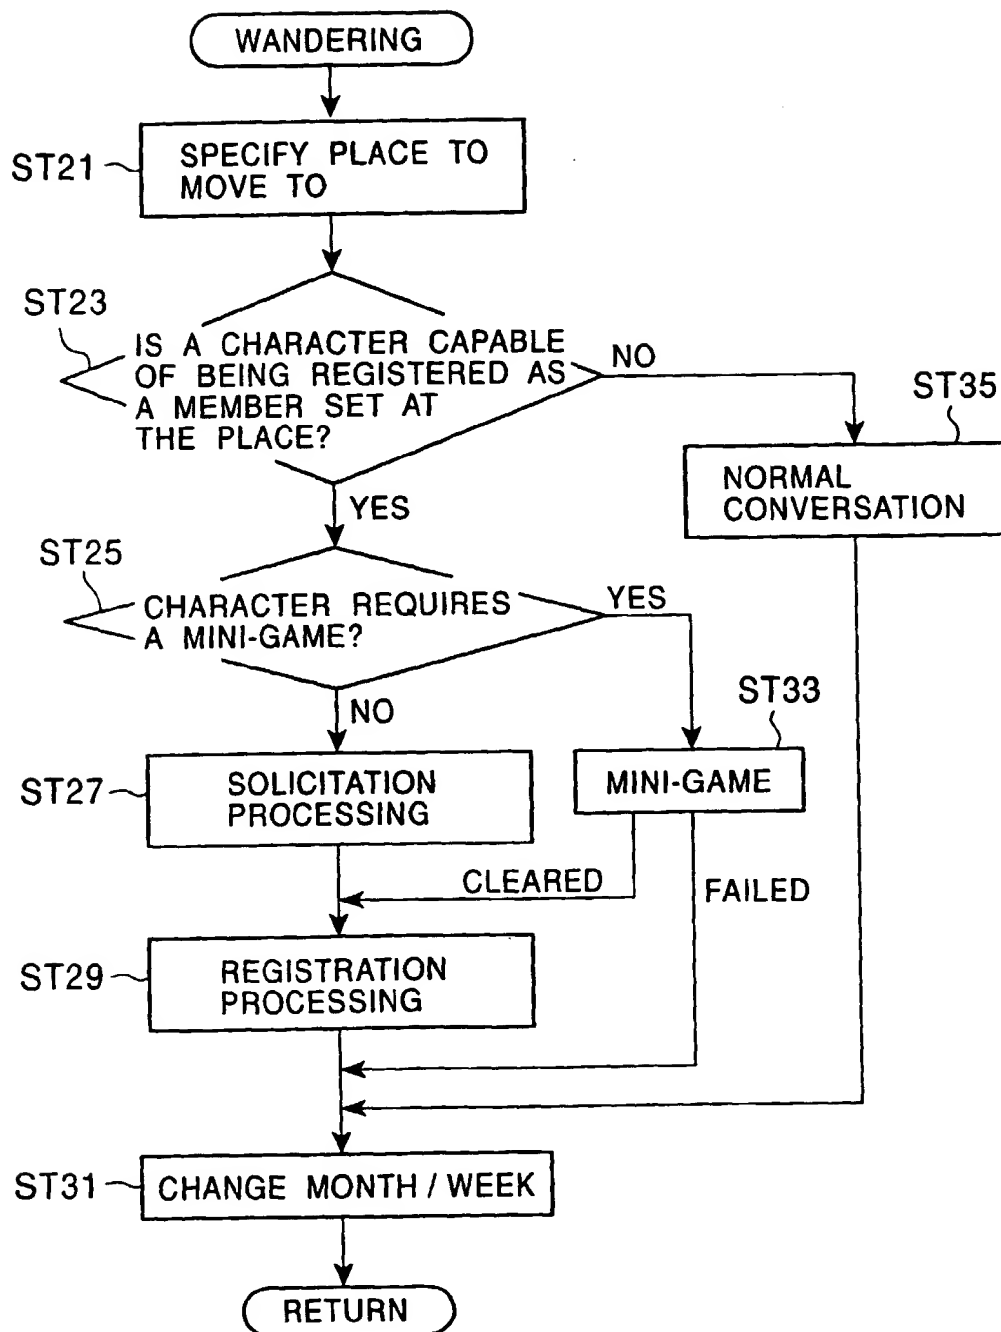 WANDERING
ST21
SPECIFY PLACE TO
MOVE TO
ST23
IS A CHARACTER CAPABLE
OF BEING REGISTERED AS
A MEMBER SET AT
THE PLACE?
NO
ST35
NORMAL
CONVERSATION
YES
ST25
CHARACTER REQUIRES
A MINI-GAME?
YES
NO
ST33
MINI-GAME
ST27
SOLICITATION
PROCESSING
CLEARED
FAILED
ST29
REGISTRATION
PROCESSING
ST31
CHANGE MONTH / WEEK
RETURN